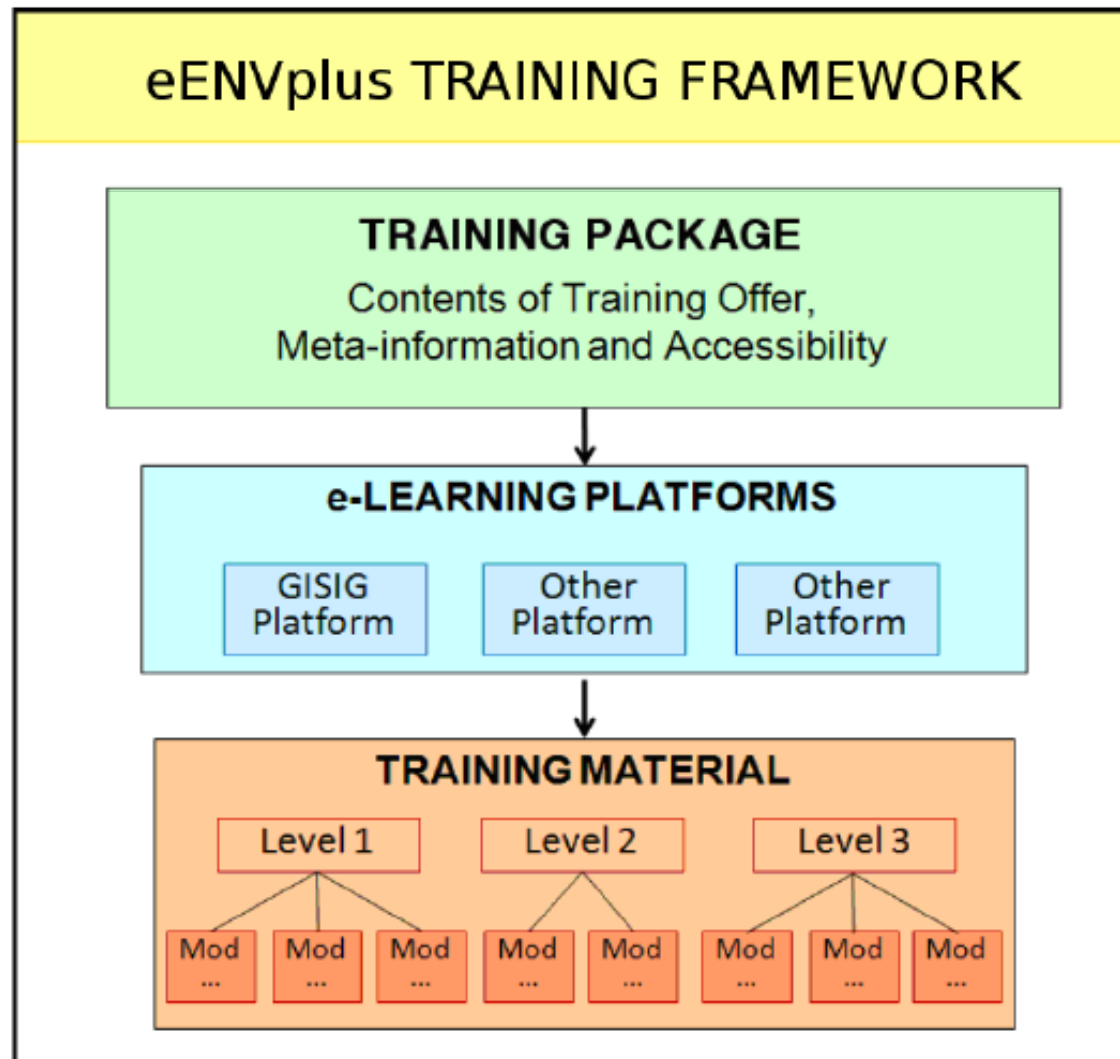 eENVplus TRAINING FRAMEWORK
TRAINING PACKAGE
Contents of Training Offer,
Meta-information and Accessibility
e-LEARNING PLATFORMS
GISIG
Platform
Other
Platform
Other
Platform
TRAINING MATERIAL
Level 1
Level 2
Level 3
Mod
...
Mod
...
Mod
...
Mod
...
Mod
...
Mod
...
Mod
...
Mod
...